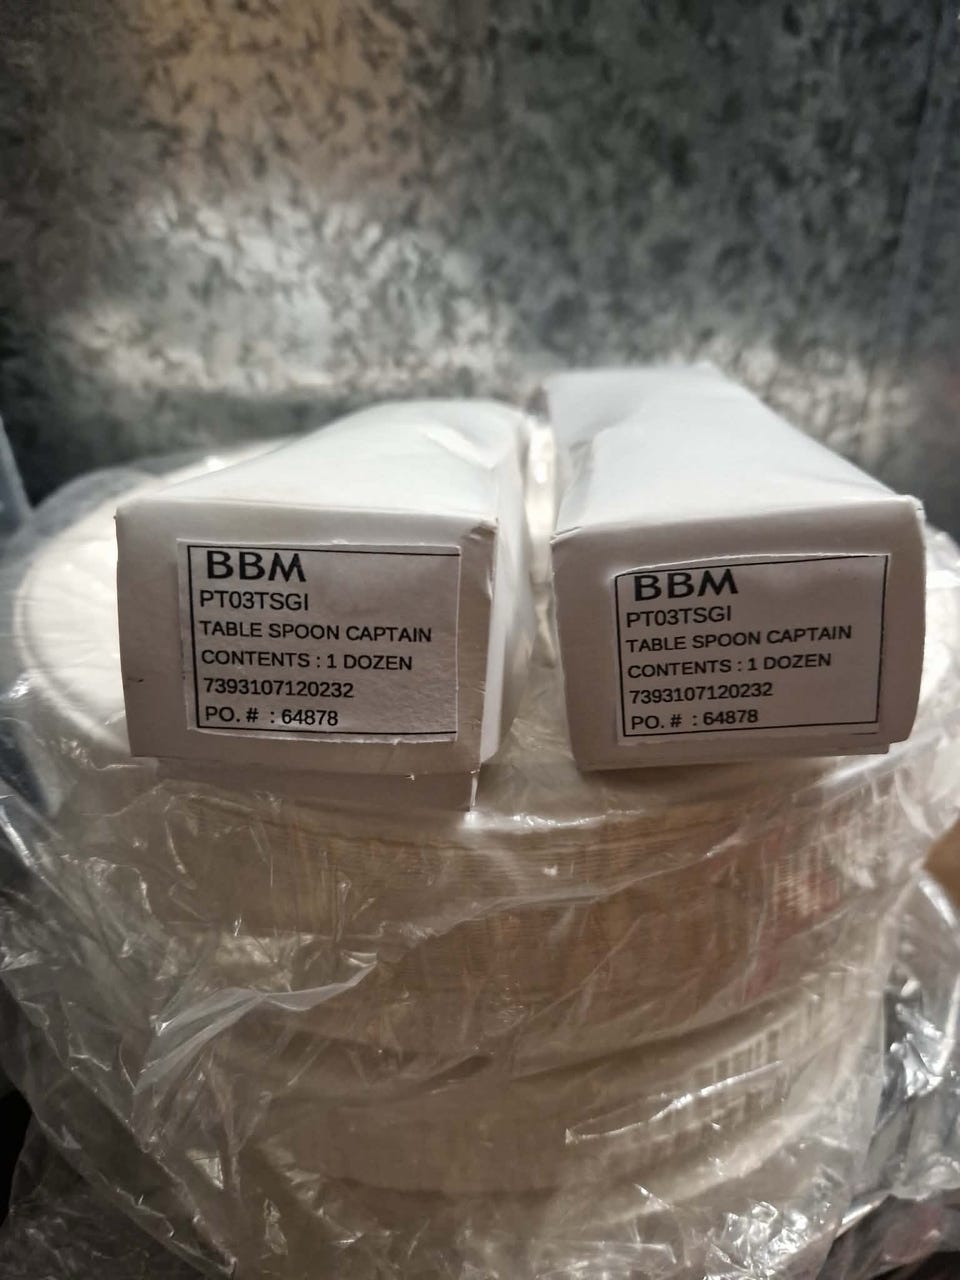 BBM
PT03TSGI
TABLE SPOON CAPTAIN
CONTENTS : 1 DOZEN
7393107120232
PO. # : 64878
BBM
PT03TSGI
TABLE SPOON CAPTAIN
CONTENTS : 1 DOZEN
7393107120232
PO. # : 64878